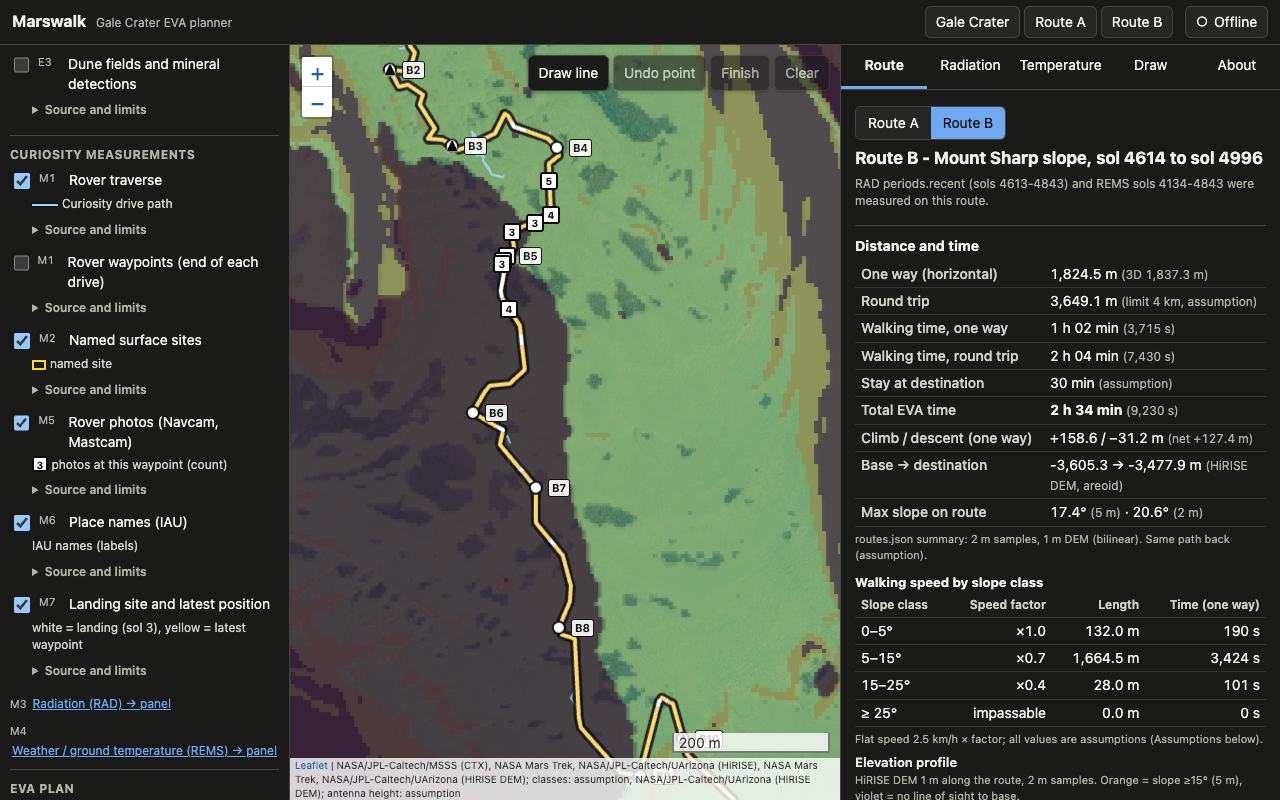 Marswalk Gale Crater EVA planner
Gale Crater Route A Route B Offline
E3 Dune fields and mineral
detections
Source and limits
CURIOSITY MEASUREMENTS
M1 Rover traverse
Curiosity drive path
Source and limits
M1 Rover waypoints (end of each
drive)
Source and limits
M2 Named surface sites
named site
Source and limits
M5 Rover photos (Navcam,
Mastcam)
3 photos at this waypoint (count)
Source and limits
M6 Place names (IAU)
IAU names (labels)
Source and limits
M7 Landing site and latest position
white = landing (sol 3), yellow = latest
waypoint
Source and limits
M3 Radiation (RAD) → panel
M4
Weather / ground temperature (REMS) → panel
EVA PLAN
+
−
Draw line Undo point Finish Clear
B2
B3
B4
5
4
3
3
B5
3
4
B6
B7
B8
200 m
Leaflet | NASA/JPL-Caltech/MSSS (CTX), NASA Mars Trek, NASA/JPL-Caltech/UArizona (HiRISE), NASA Mars
Trek, NASA/JPL-Caltech/UArizona (HiRISE DEM); classes: assumption, NASA/JPL-Caltech/UArizona (HiRISE
DEM); antenna height: assumption
Route Radiation Temperature Draw About
Route A Route B
Route B - Mount Sharp slope, sol 4614 to sol 4996
RAD periods.recent (sols 4613-4843) and REMS sols 4134-4843 were
measured on this route.
Distance and time
One way (horizontal) 1,824.5 m (3D 1,837.3 m)
Round trip 3,649.1 m (limit 4 km, assumption)
Walking time, one way 1 h 02 min (3,715 s)
Walking time, round trip 2 h 04 min (7,430 s)
Stay at destination 30 min (assumption)
Total EVA time 2 h 34 min (9,230 s)
Climb / descent (one way) +158.6 / −31.2 m (net +127.4 m)
Base → destination -3,605.3 → -3,477.9 m (HiRISE
DEM, areoid)
Max slope on route 17.4° (5 m) · 20.6° (2 m)
routes.json summary: 2 m samples, 1 m DEM (bilinear). Same path back
(assumption).
Walking speed by slope class
Slope class Speed factor Length Time (one way)
0–5° ×1.0 132.0 m 190 s
5–15° ×0.7 1,664.5 m 3,424 s
15–25° ×0.4 28.0 m 101 s
≥ 25° impassable 0.0 m 0 s
Flat speed 2.5 km/h × factor; all values are assumptions (Assumptions below).
Elevation profile
HiRISE DEM 1 m along the route, 2 m samples. Orange = slope ≥15° (5 m),
violet = no line of sight to base.